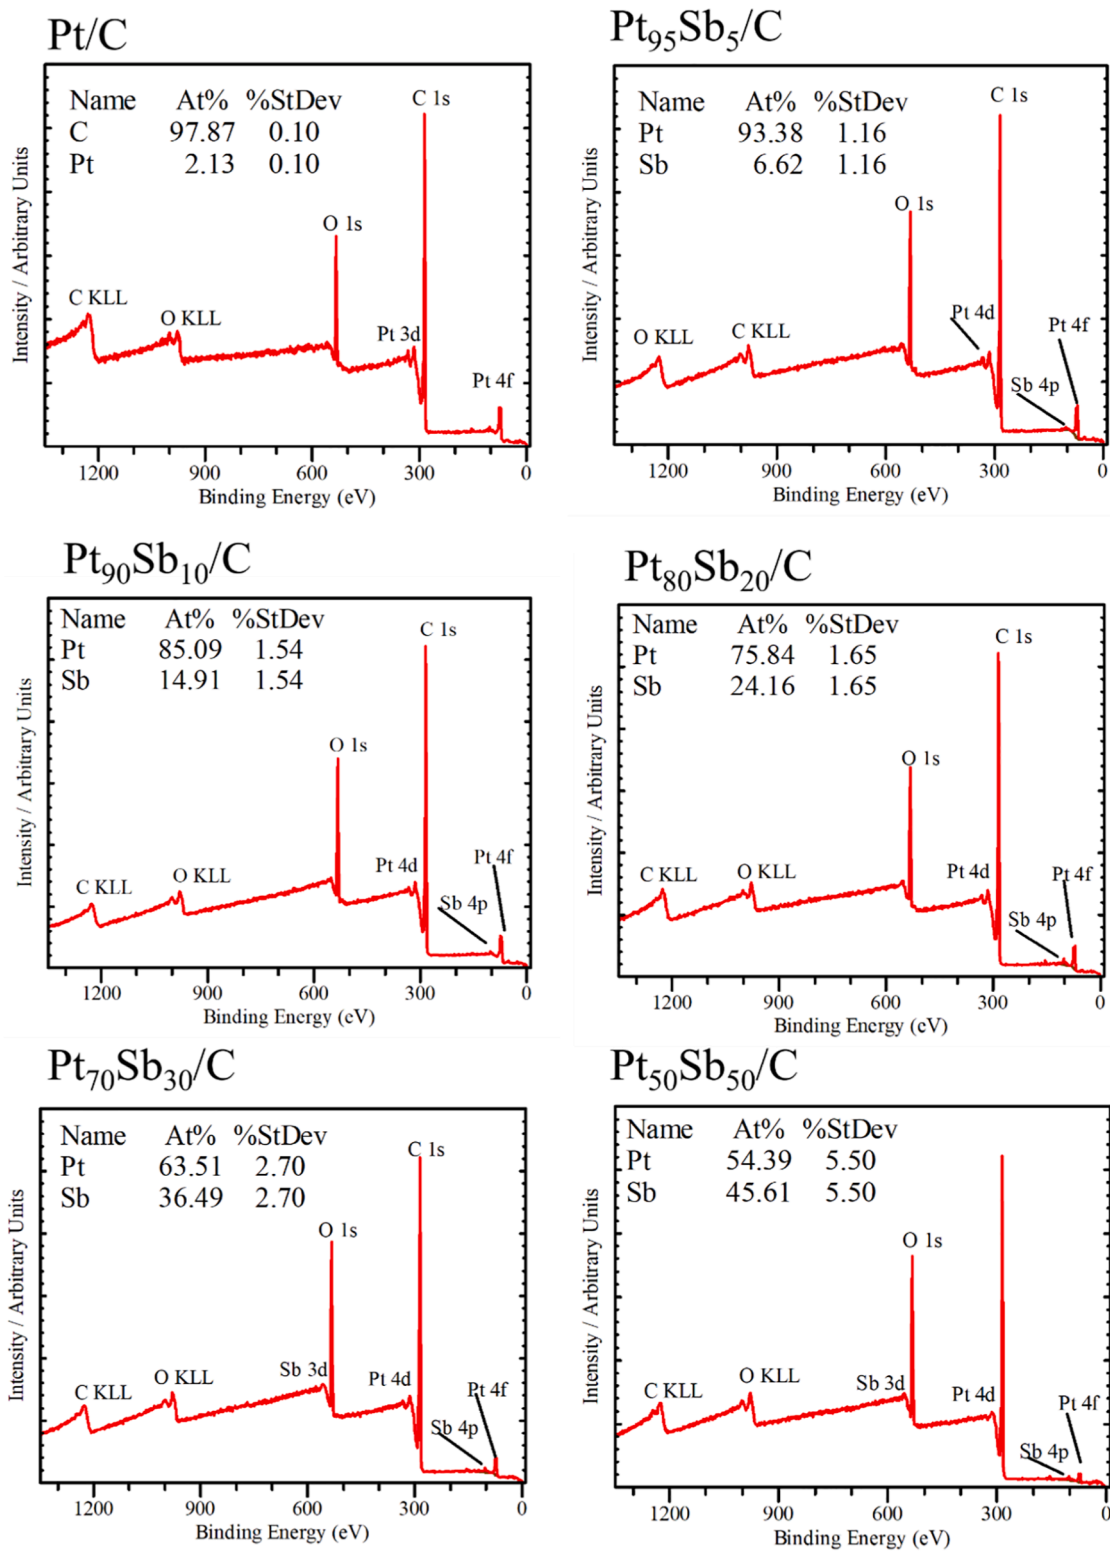 Pt/C
Name At% %StDev
C 97.87 0.10
Pt 2.13 0.10
C 1s
O 1s
C KLL
O KLL
Pt 3d
Pt 4f
Intensity / Arbitrary Units
1200 900 600 300 0
Binding Energy (eV)
Pt95Sb5/C
Name At% %StDev
Pt 93.38 1.16
Sb 6.62 1.16
C 1s
O 1s
Pt 4d
Pt 4f
O KLL
C KLL
Sb 4p
Intensity / Arbitrary Units
1200 900 600 300 0
Binding Energy (eV)
Pt90Sb10/C
Name At% %StDev
Pt 85.09 1.54
Sb 14.91 1.54
C 1s
O 1s
Pt 4f
Pt 4d
O KLL
C KLL
Sb 4p
Intensity / Arbitrary Units
1200 900 600 300 0
Binding Energy (eV)
Pt80Sb20/C
Name At% %StDev
Pt 75.84 1.65
Sb 24.16 1.65
C 1s
O 1s
C KLL
O KLL
Pt 4d
Pt 4f
Sb 4p
Intensity / Arbitrary Units
1200 900 600 300 0
Binding Energy (eV)
Pt70Sb30/C
Name At% %StDev
Pt 63.51 2.70
Sb 36.49 2.70
C 1s
O 1s
Sb 3d
O KLL
Pt 4d
C KLL
Pt 4f
Sb 4p
Intensity / Arbitrary Units
1200 900 600 300 0
Binding Energy (eV)
Pt50Sb50/C
Name At% %StDev
Pt 54.39 5.50
Sb 45.61 5.50
O 1s
O KLL
C KLL
Sb 3d
Pt 4d
Pt 4f
Sb 4p
Intensity / Arbitrary Units
1200 900 600 300 0
Binding Energy (eV)